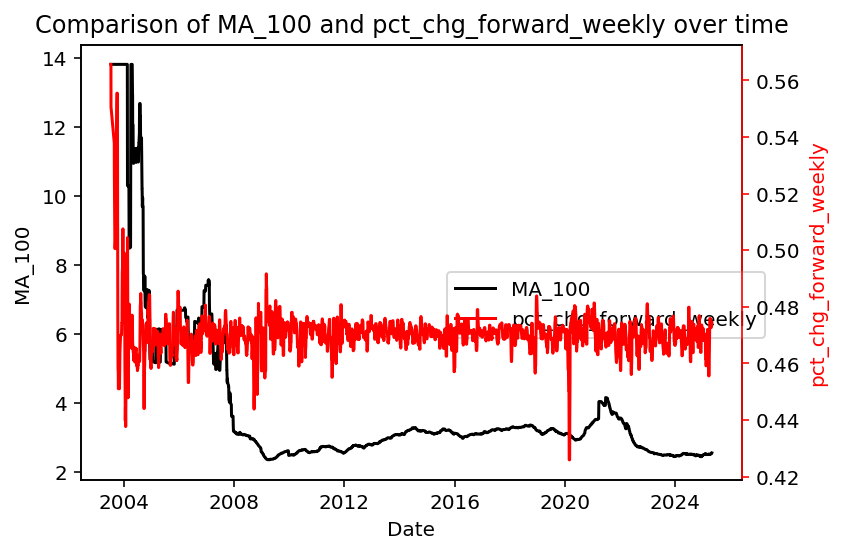 Comparison of MA_100 and pct_chg_forward_weekly over time
14
12
10
8
6
4
2
MA_100
0.56
0.54
0.52
0.50
0.48
0.46
0.44
0.42
pct_chg_forward_weekly
MA_100
pct_chg_forward_weekly
2004 2008 2012 2016 2020 2024
Date